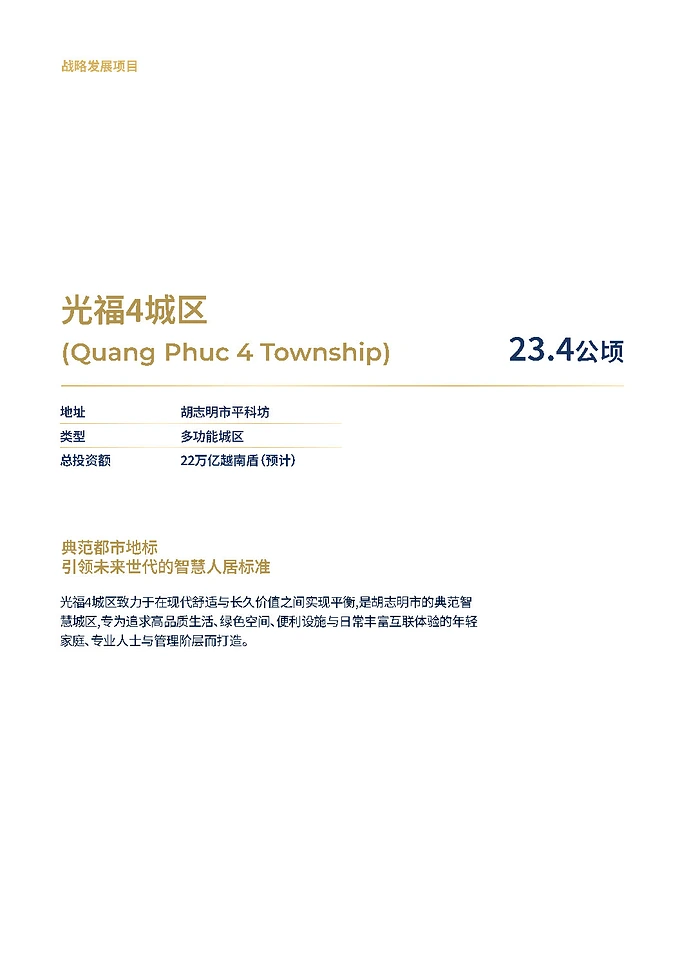 战略发展项目
光福4城区
(Quang Phuc 4 Township)
23.4公顷
地址 胡志明市平科坊
类型 多功能城区
总投资额 22万亿越南盾(预计)
典范都市地标
引领未来世代的智慧人居标准
光福4城区致力于在现代舒适与长久价值之间实现平衡,是胡志明市的典范智
慧城区,专为追求高品质生活、绿色空间、便利设施与日常丰富互联体验的年轻
家庭、专业人士与管理阶层而打造。